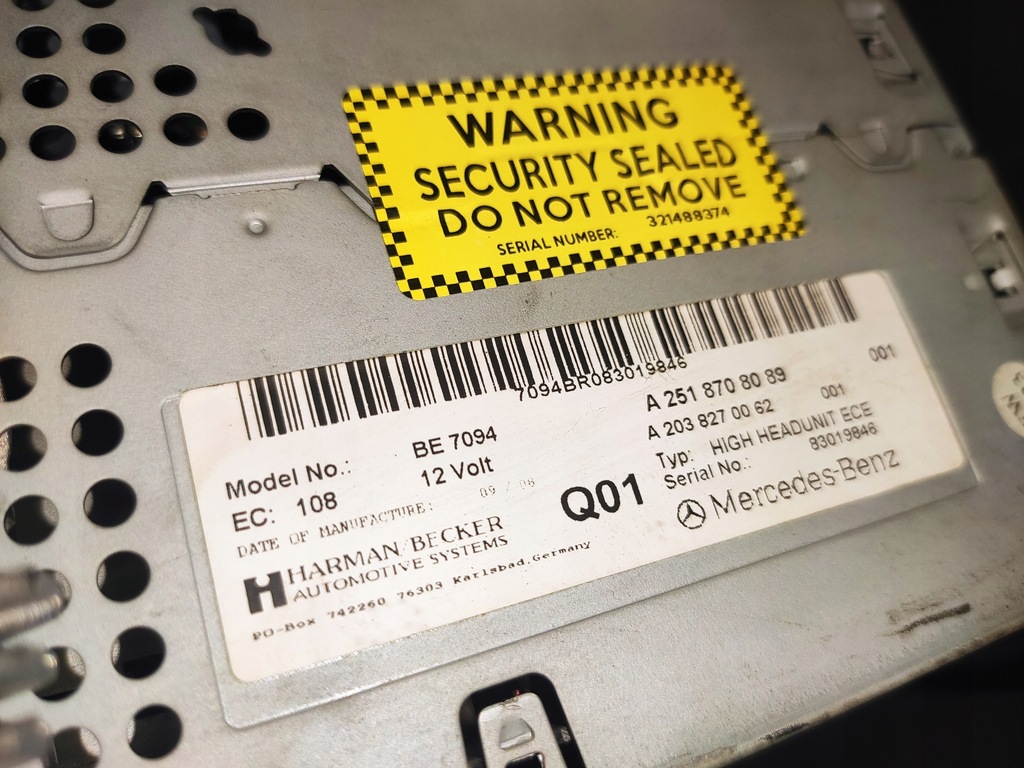 WARNING
SECURITY SEALED
DO NOT REMOVE
SERIAL NUMBER: 321488374
7094BR083019846
Model No.: BE 7094
EC: 108 12 Volt
DATE OF MANUFACTURE: 09 / 08
HARMAN/BECKER
AUTOMOTIVE SYSTEMS
PO-Box 742260 76303 Karlsbad,Germany
Q01
A 251 870 80 89 001
A 203 827 00 62 001
Typ: HIGH HEADUNIT ECE
Serial No.: 83019846
Mercedes-Benz